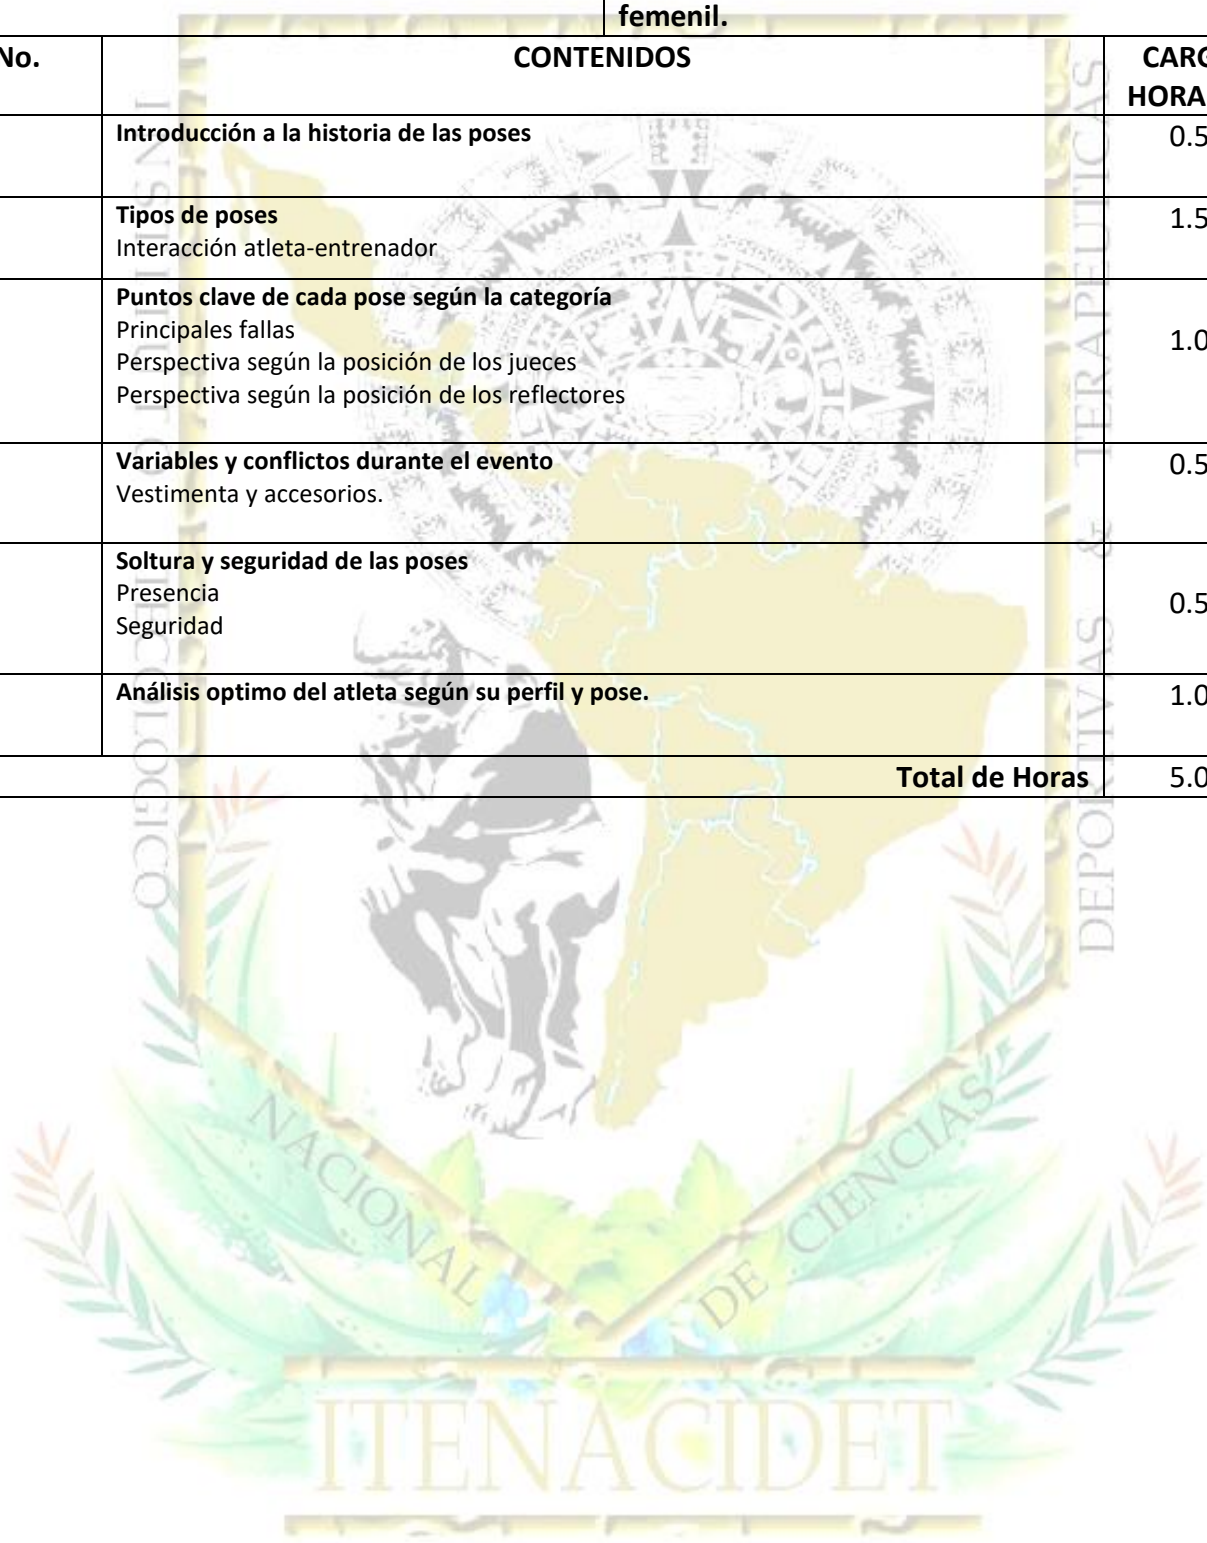 femenil.
No. CONTENIDOS CARG
HORA
Introducción a la historia de las poses 0.5
Tipos de poses 1.5
Interacción atleta-entrenador
Puntos clave de cada pose según la categoría
Principales fallas 1.0
Perspectiva según la posición de los jueces
Perspectiva según la posición de los reflectores
Variables y conflictos durante el evento 0.5
Vestimenta y accesorios.
Soltura y seguridad de las poses
Presencia 0.5
Seguridad
Análisis optimo del atleta según su perfil y pose. 1.0
Total de Horas 5.0
INSTITUTO TECNOLOGICO
NACIONAL DE CIENCIAS
DEPORTIVAS & TERAPEUTICAS
ITENACIDET